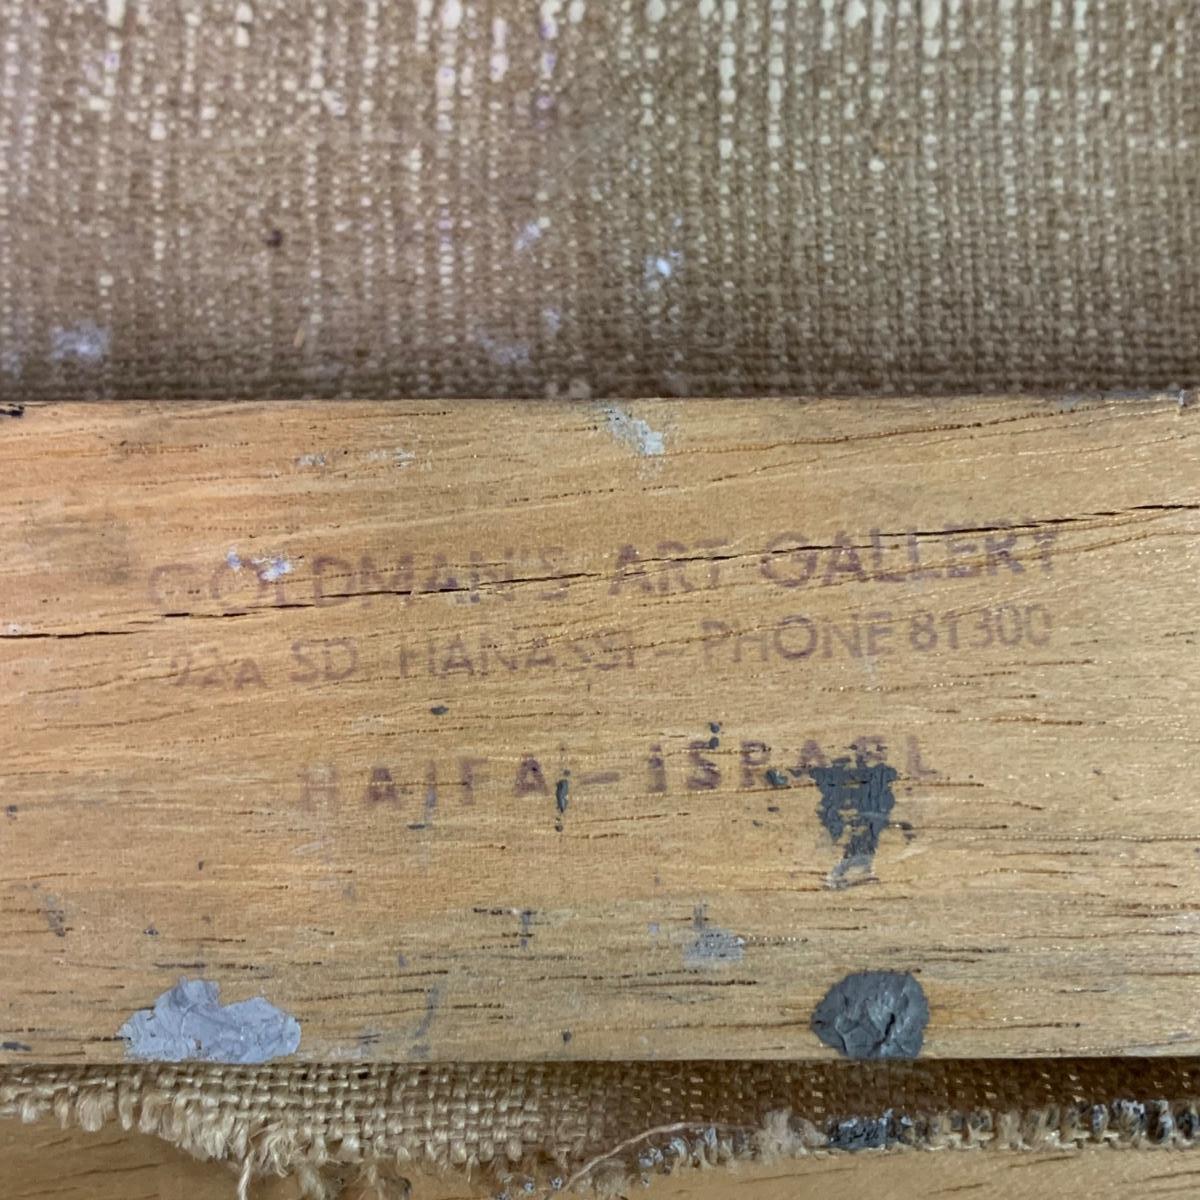 GOLDMAN'S ART GALLERY
92A SD. HANASSI - PHONE 81300
HAIFA - ISRAEL